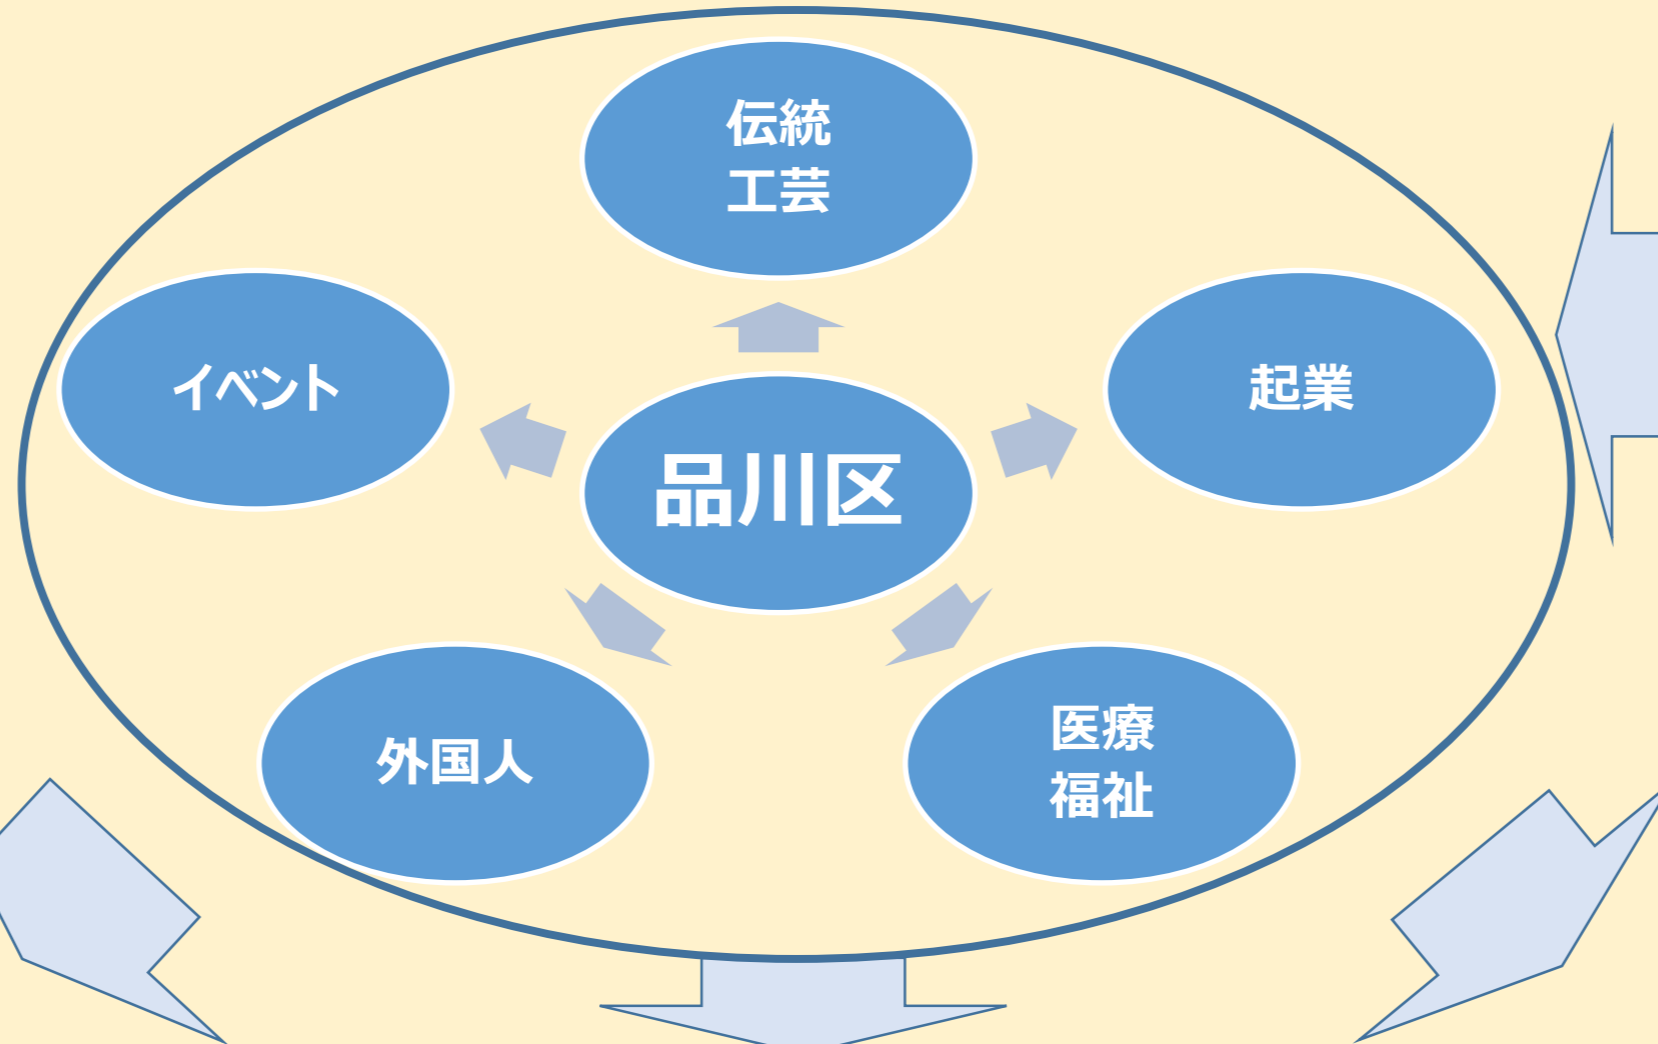 伝統
工芸
イベント
起業
品川区
外国人
医療
福祉